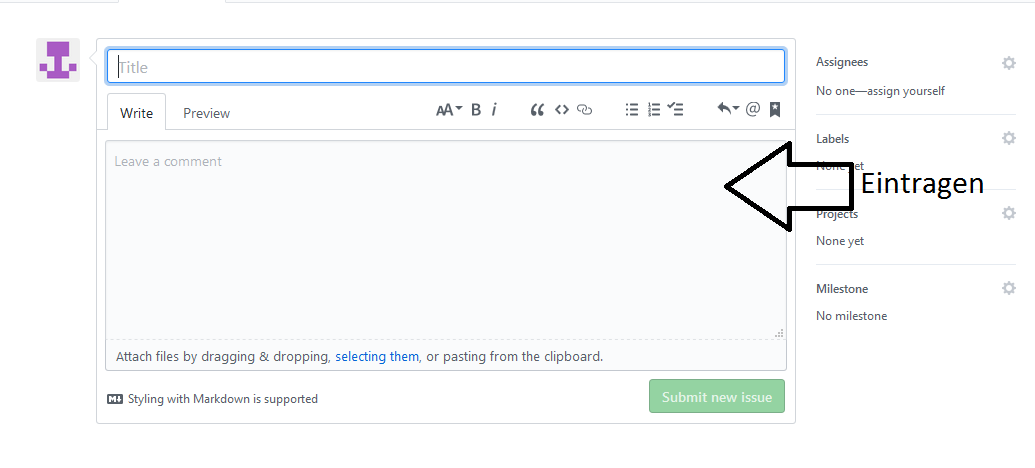 Title
Write Preview AA B i
Leave a comment
Attach files by dragging & dropping, selecting them, or pasting from the clipboard.
Styling with Markdown is supported
Submit new issue
Assignees
No one—assign yourself
Labels
None yet
Eintragen
Projects
None yet
Milestone
No milestone